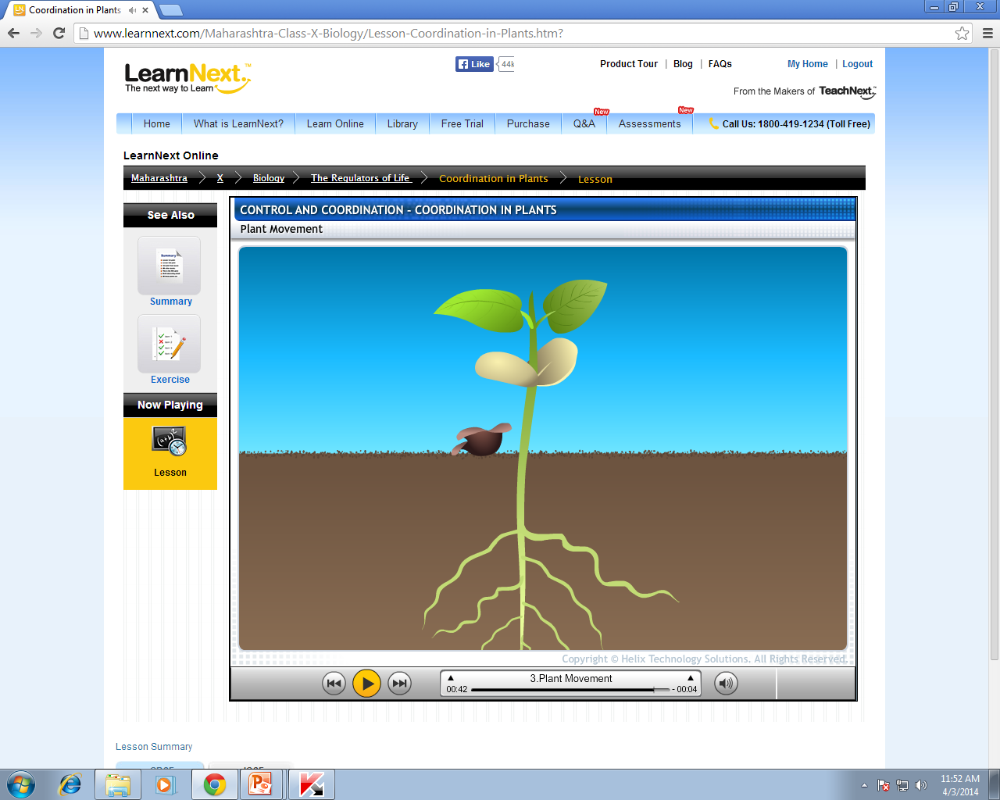 Coordination in Plants
www.learnnext.com/Maharashtra-Class-X-Biology/Lesson-Coordination-in-Plants.htm?
LearnNext.™
The next way to Learn
Like 44k
Product Tour | Blog | FAQs
My Home | Logout
From the Makers of TeachNext.
Home
What is LearnNext?
Learn Online
Library
Free Trial
Purchase
Q&A New
Assessments New
Call Us: 1800-419-1234 (Toll Free)
LearnNext Online
Maharashtra X Biology The Regulators of Life Coordination in Plants Lesson
See Also
Summary
Summary
Exercise
Now Playing
Lesson
CONTROL AND COORDINATION - COORDINATION IN PLANTS
Plant Movement
Copyright © Helix Technology Solutions. All Rights Reserved.
3.Plant Movement
00:42 - 00:04
Lesson Summary
11:52 AM
4/3/2014